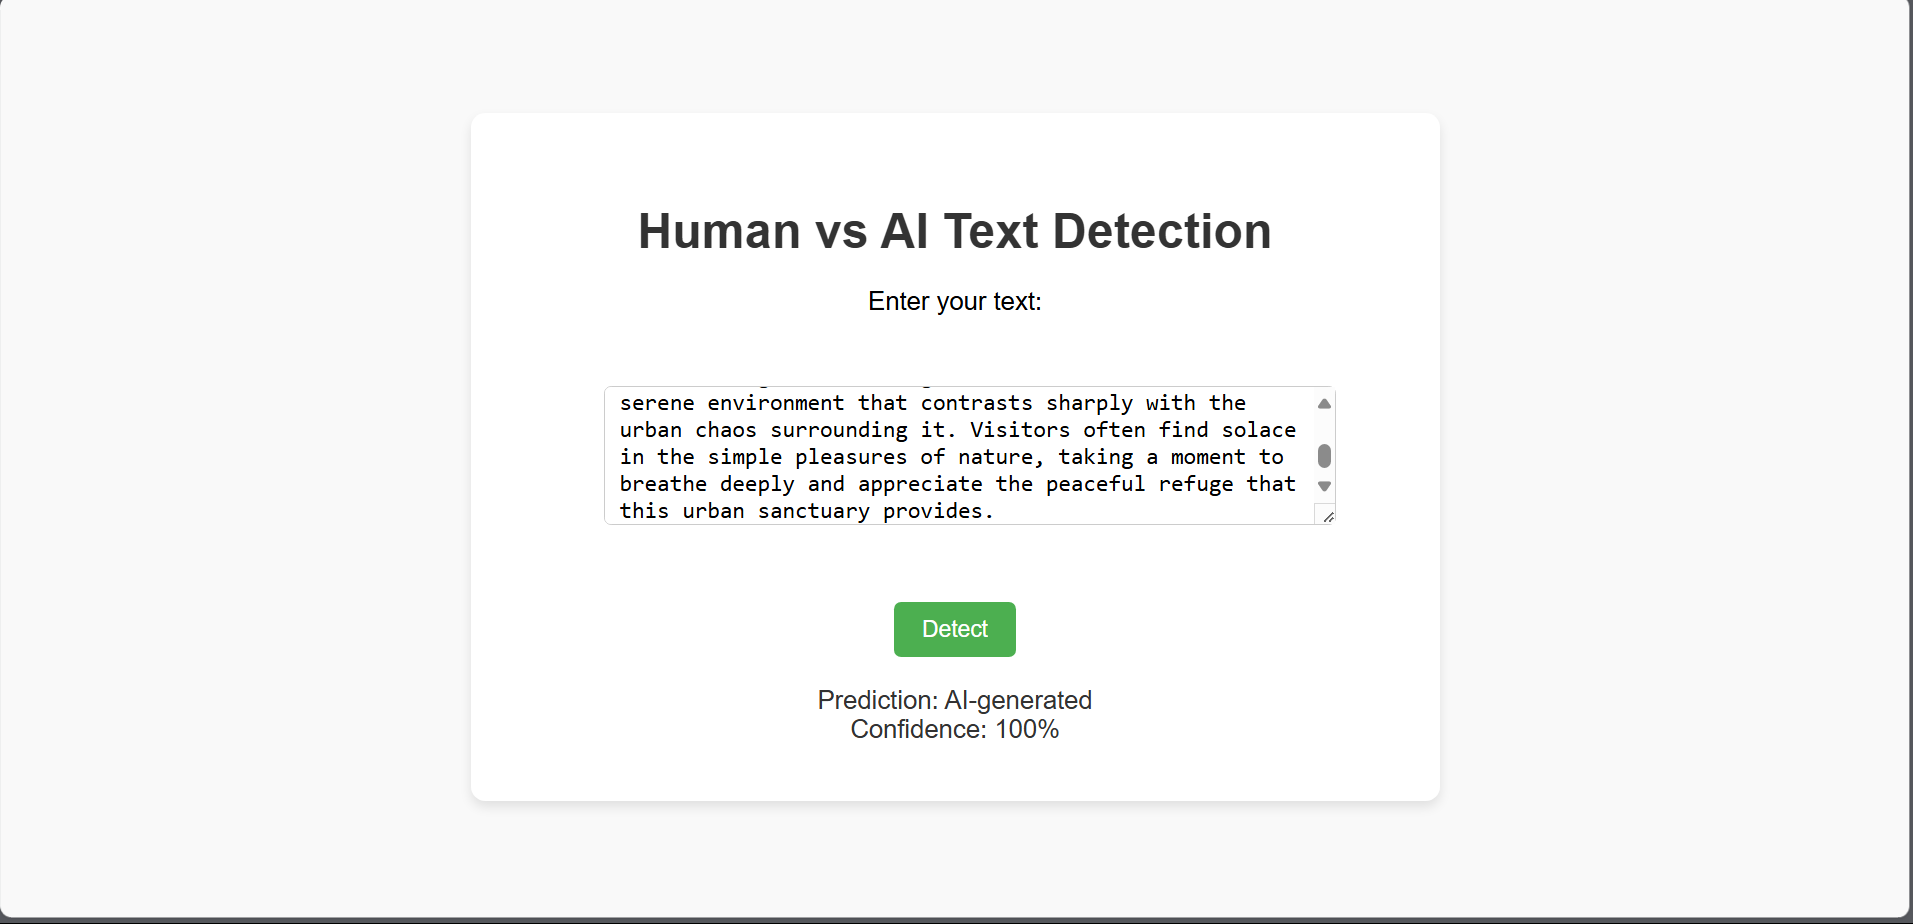 Human vs AI Text Detection
Enter your text:
serene environment that contrasts sharply with the
urban chaos surrounding it. Visitors often find solace
in the simple pleasures of nature, taking a moment to
breathe deeply and appreciate the peaceful refuge that
this urban sanctuary provides.
Detect
Prediction: AI-generated
Confidence: 100%